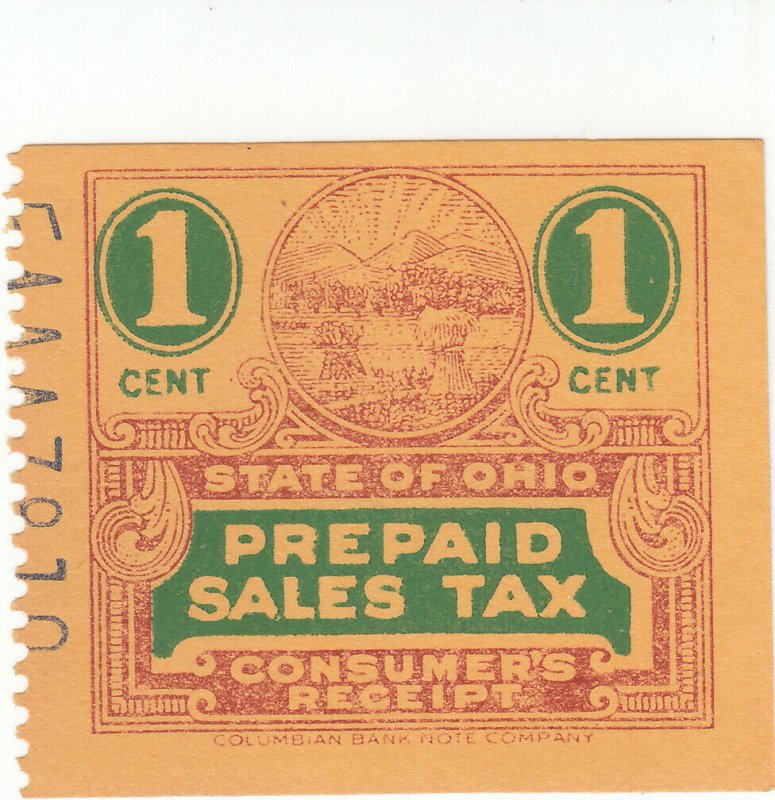 1 1
CENT CENT
STATE OF OHIO
PREPAID
SALES TAX
CONSUMER'S
RECEIPT
COLUMBIAN BANK NOTE COMPANY